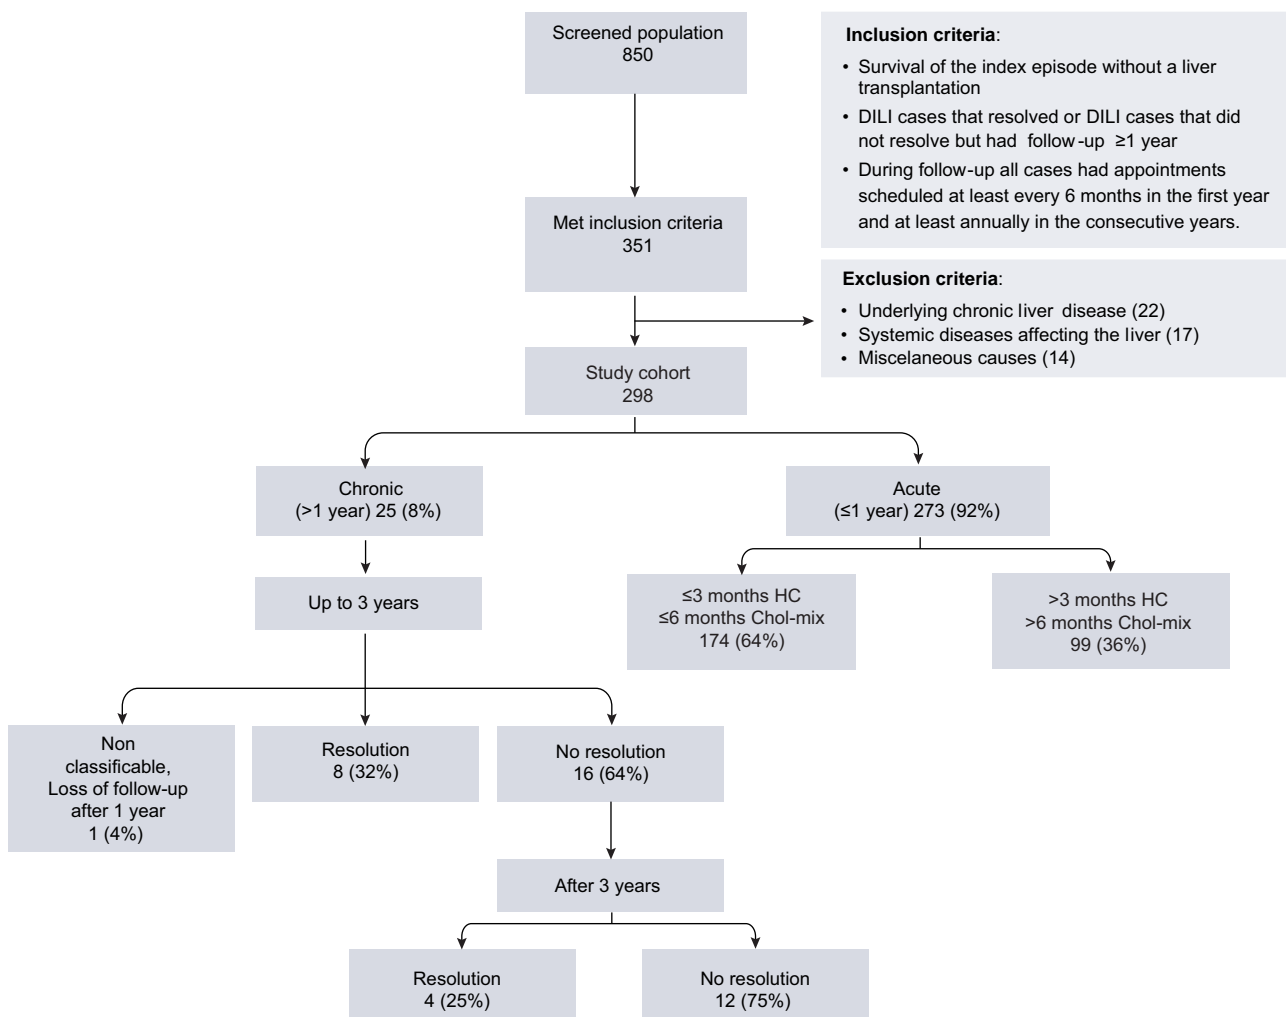 Screened population
850
Inclusion criteria:
• Survival of the index episode without a liver
transplantation
• DILI cases that resolved or DILI cases that did
not resolve but had follow-up ≥1 year
• During follow-up all cases had appointments
scheduled at least every 6 months in the first year
and at least annually in the consecutive years.
Met inclusion criteria
351
Exclusion criteria:
• Underlying chronic liver disease (22)
• Systemic diseases affecting the liver (17)
• Miscelaneous causes (14)
Study cohort
298
Chronic
(>1 year) 25 (8%)
Acute
(≤1 year) 273 (92%)
Up to 3 years
≤3 months HC
≤6 months Chol-mix
174 (64%)
>3 months HC
>6 months Chol-mix
99 (36%)
Non
classificable,
Loss of follow-up
after 1 year
1 (4%)
Resolution
8 (32%)
No resolution
16 (64%)
After 3 years
Resolution
4 (25%)
No resolution
12 (75%)